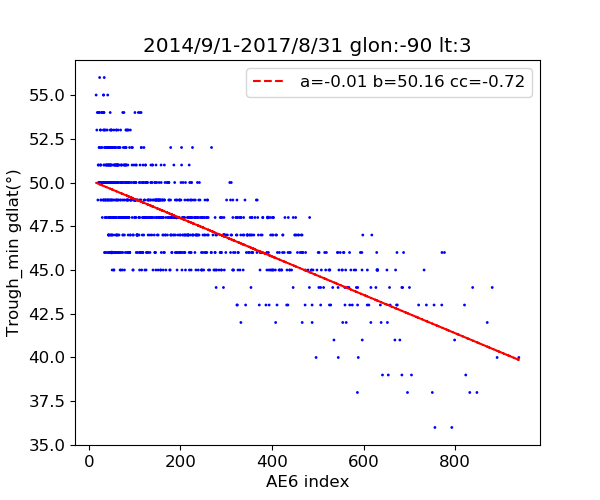 2014/9/1-2017/8/31 glon:-90 lt:3
a=-0.01 b=50.16 cc=-0.72
Trough_min gdlat(°)
55.0
52.5
50.0
47.5
45.0
42.5
40.0
37.5
35.0
0 200 400 600 800
AE6 index